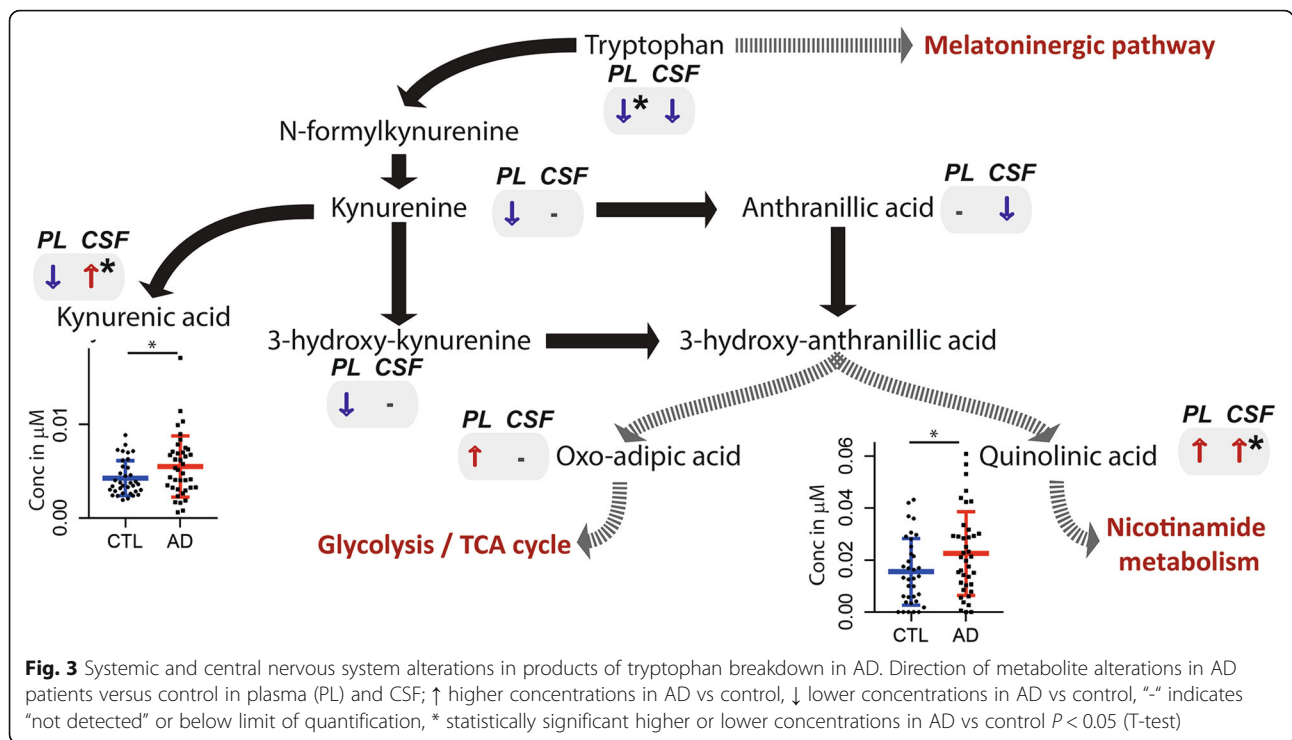 Tryptophan Melatoninergic pathway
PL CSF
↓* ↓
N-formylkynurenine
PL CSF
Kynurenine ↓ -
PL CSF
Anthranillic acid - ↓
PL CSF
↓ ↑*
Kynurenic acid
3-hydroxy-kynurenine 3-hydroxy-anthranillic acid
PL CSF
↓ -
*
Conc in µM
0.01
0.00
CTL AD
PL CSF
↑ - Oxo-adipic acid
Quinolinic acid
PL CSF
↑ ↑*
Glycolysis / TCA cycle
Nicotinamide
metabolism
*
Conc in µM
0.06
0.04
0.02
0.00
CTL AD
Fig. 3 Systemic and central nervous system alterations in products of tryptophan breakdown in AD. Direction of metabolite alterations in AD
patients versus control in plasma (PL) and CSF; ↑ higher concentrations in AD vs control, ↓ lower concentrations in AD vs control, “-“ indicates
“not detected” or below limit of quantification, * statistically significant higher or lower concentrations in AD vs control P < 0.05 (T-test)